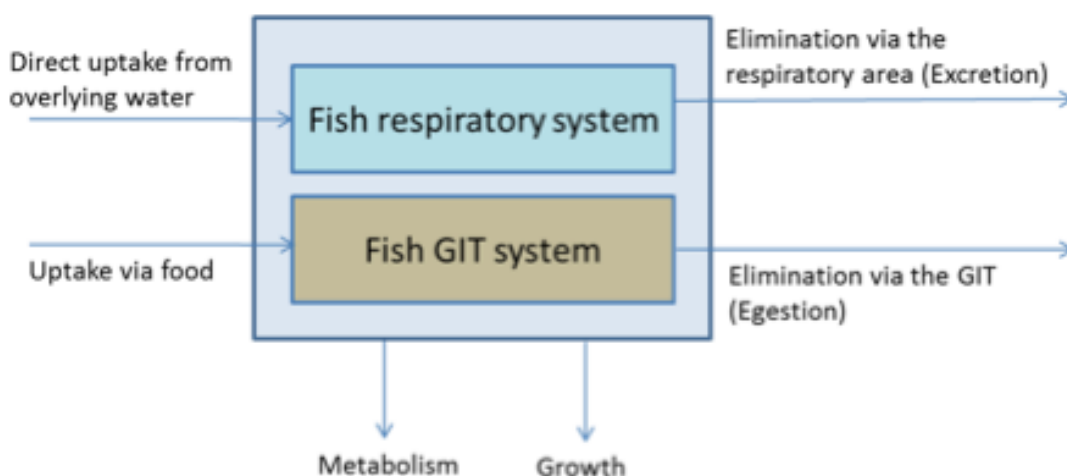 Direct uptake from
overlying water
Fish respiratory system
Elimination via the
respiratory area (Excretion)
Uptake via food
Fish GIT system
Elimination via the GIT
(Egestion)
Metabolism
Growth